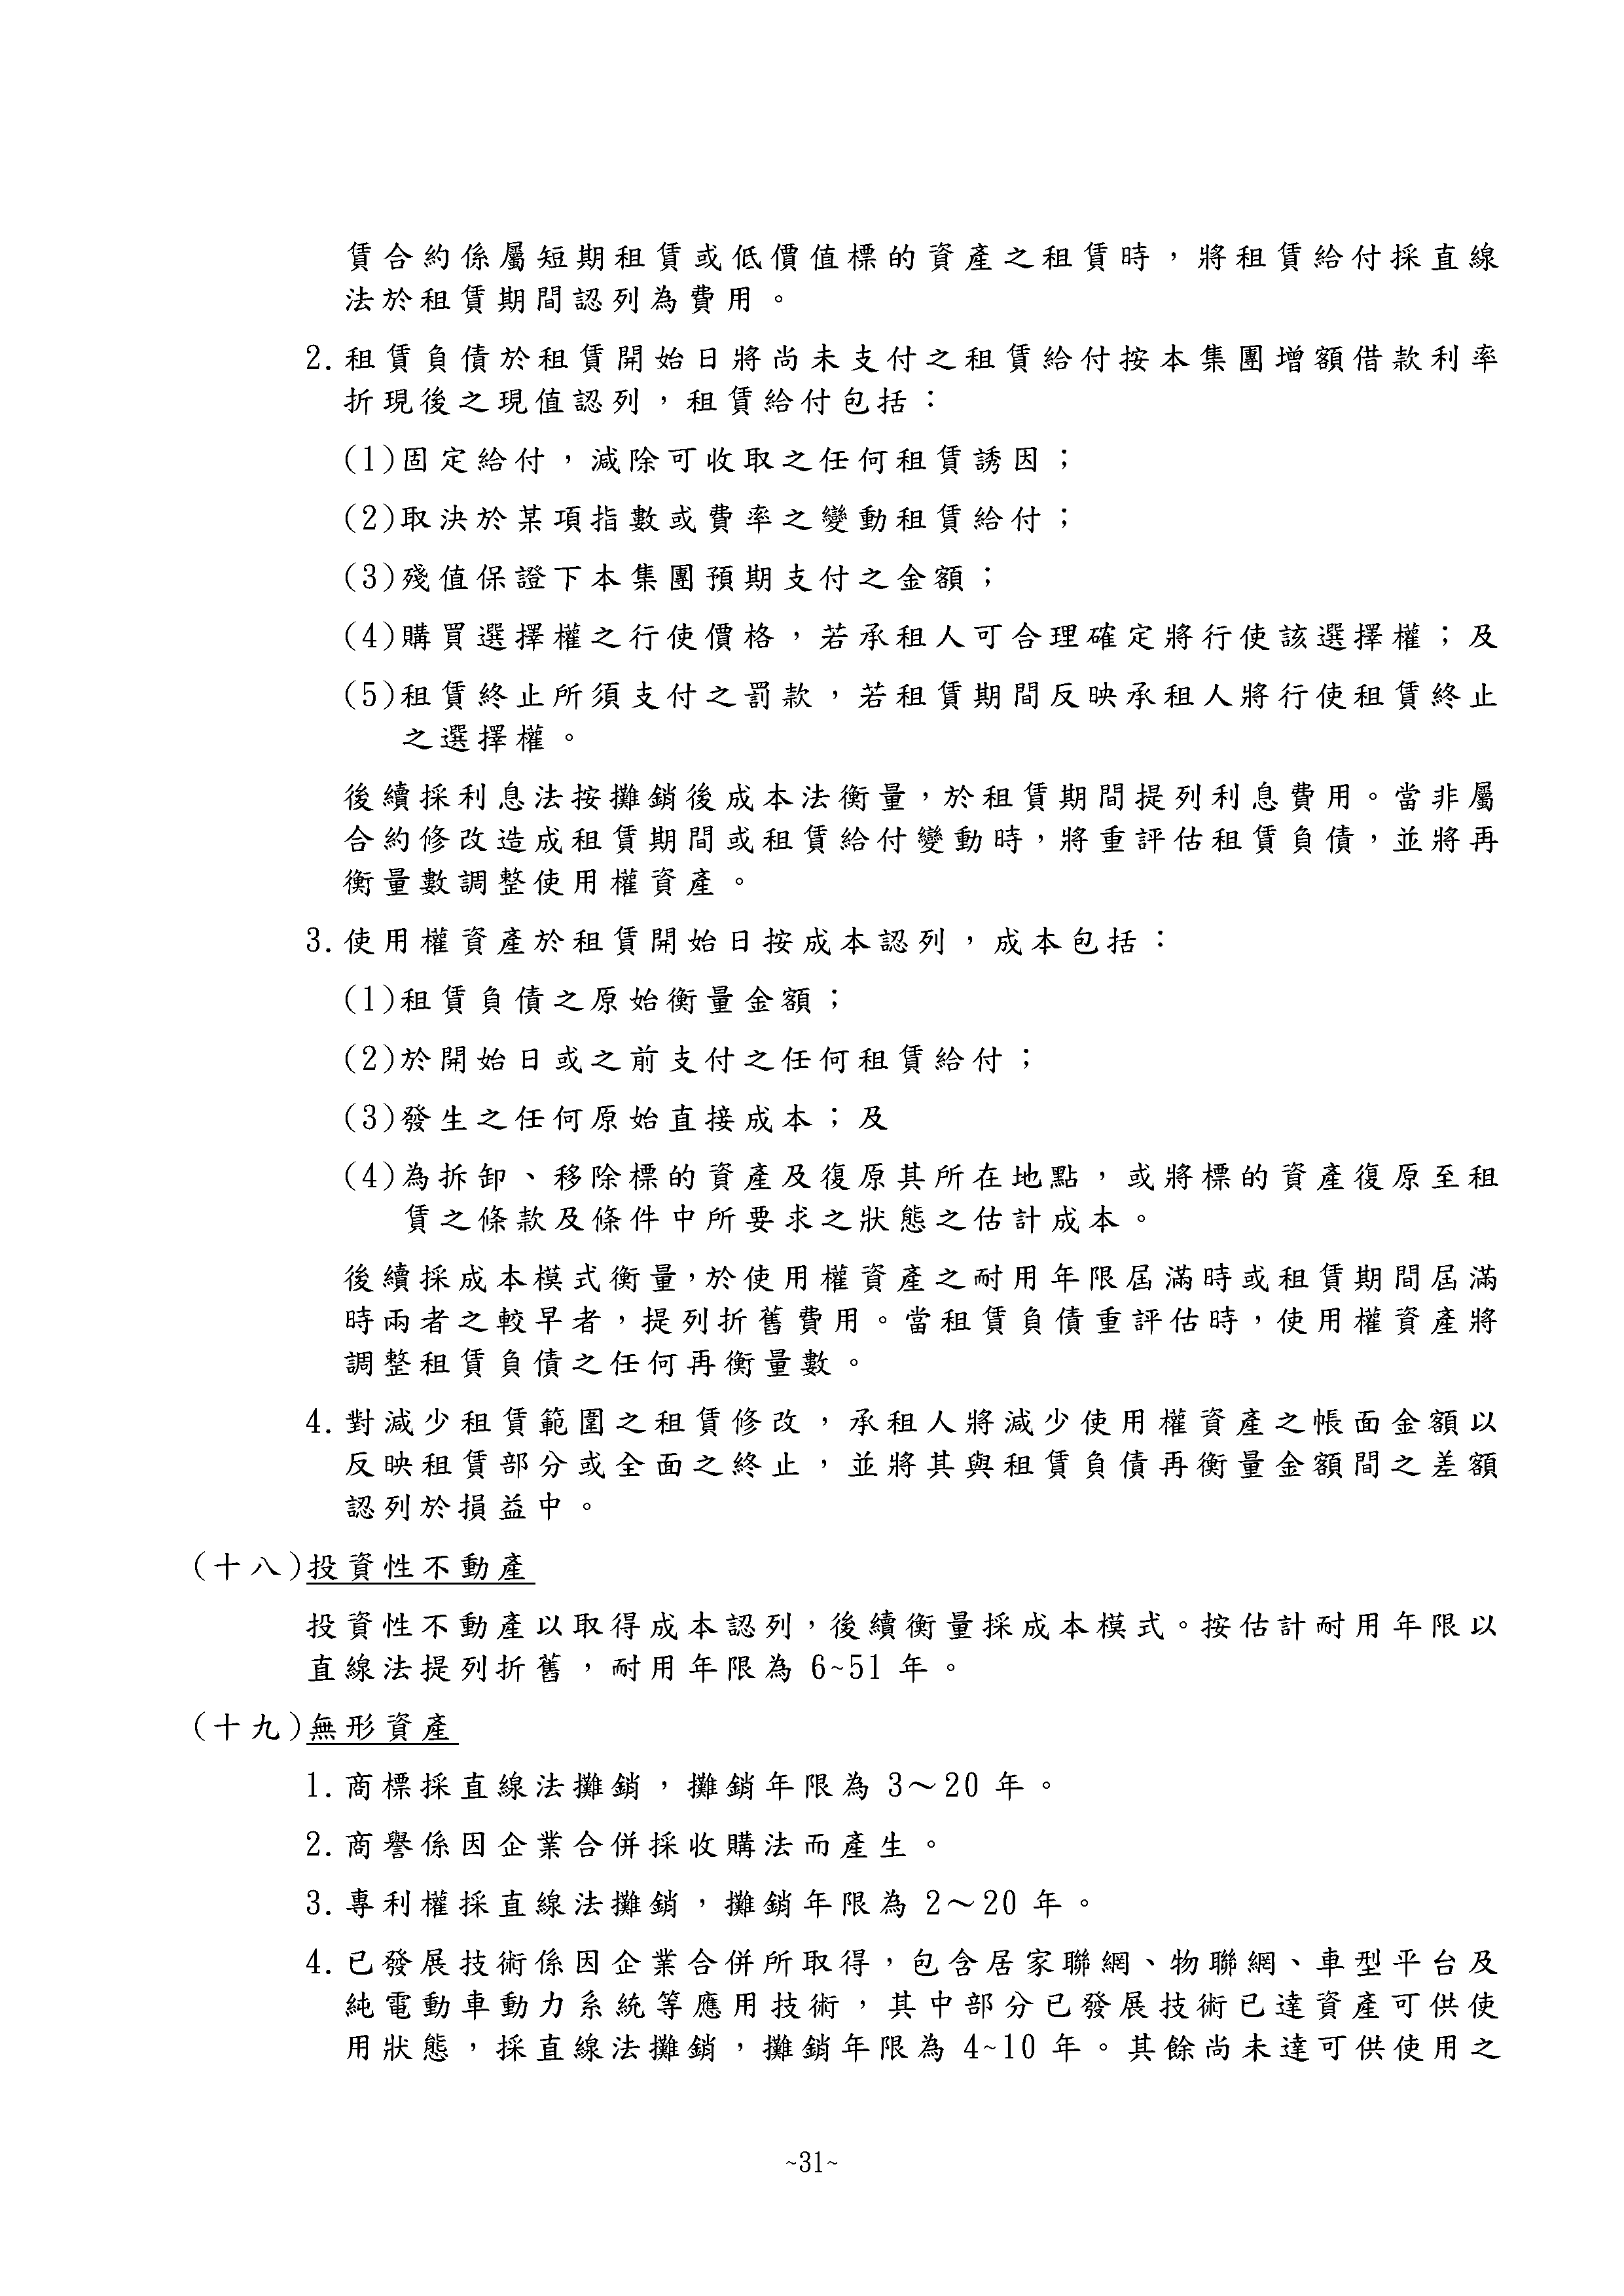 賃合約係屬短期租賃或低價值標的資產之租賃時，將租賃給付採直線
法於租賃期間認列為費用。
2.租賃負債於租賃開始日將尚未支付之租賃給付按本集團增額借款利率
折現後之現值認列，租賃給付包括：
(1)固定給付，減除可收取之任何租賃誘因；
(2)取決於某項指數或費率之變動租賃給付；
(3)殘值保證下本集團預期支付之金額；
(4)購買選擇權之行使價格，若承租人可合理確定將行使該選擇權；及
(5)租賃終止所須支付之罰款，若租賃期間反映承租人將行使租賃終止
之選擇權。
後續採利息法按攤銷後成本法衡量，於租賃期間提列利息費用。當非屬
合約修改造成租賃期間或租賃給付變動時，將重評估租賃負債，並將再
衡量數調整使用權資產。
3.使用權資產於租賃開始日按成本認列，成本包括：
(1)租賃負債之原始衡量金額；
(2)於開始日或之前支付之任何租賃給付；
(3)發生之任何原始直接成本；及
(4)為拆卸、移除標的資產及復原其所在地點，或將標的資產復原至租
賃之條款及條件中所要求之狀態之估計成本。
後續採成本模式衡量，於使用權資產之耐用年限屆滿時或租賃期間屆滿
時兩者之較早者，提列折舊費用。當租賃負債重評估時，使用權資產將
調整租賃負債之任何再衡量數。
4.對減少租賃範圍之租賃修改，承租人將減少使用權資產之帳面金額以
反映租賃部分或全面之終止，並將其與租賃負債再衡量金額間之差額
認列於損益中。
(十八)投資性不動產
投資性不動產以取得成本認列，後續衡量採成本模式。按估計耐用年限以
直線法提列折舊，耐用年限為 6~51 年。
(十九)無形資產
1.商標採直線法攤銷，攤銷年限為 3～20 年。
2.商譽係因企業合併採收購法而產生。
3.專利權採直線法攤銷，攤銷年限為 2～20 年。
4.已發展技術係因企業合併所取得，包含居家聯網、物聯網、車型平台及
純電動車動力系統等應用技術，其中部分已發展技術已達資產可供使
用狀態，採直線法攤銷，攤銷年限為 4~10 年。其餘尚未達可供使用之
~31~